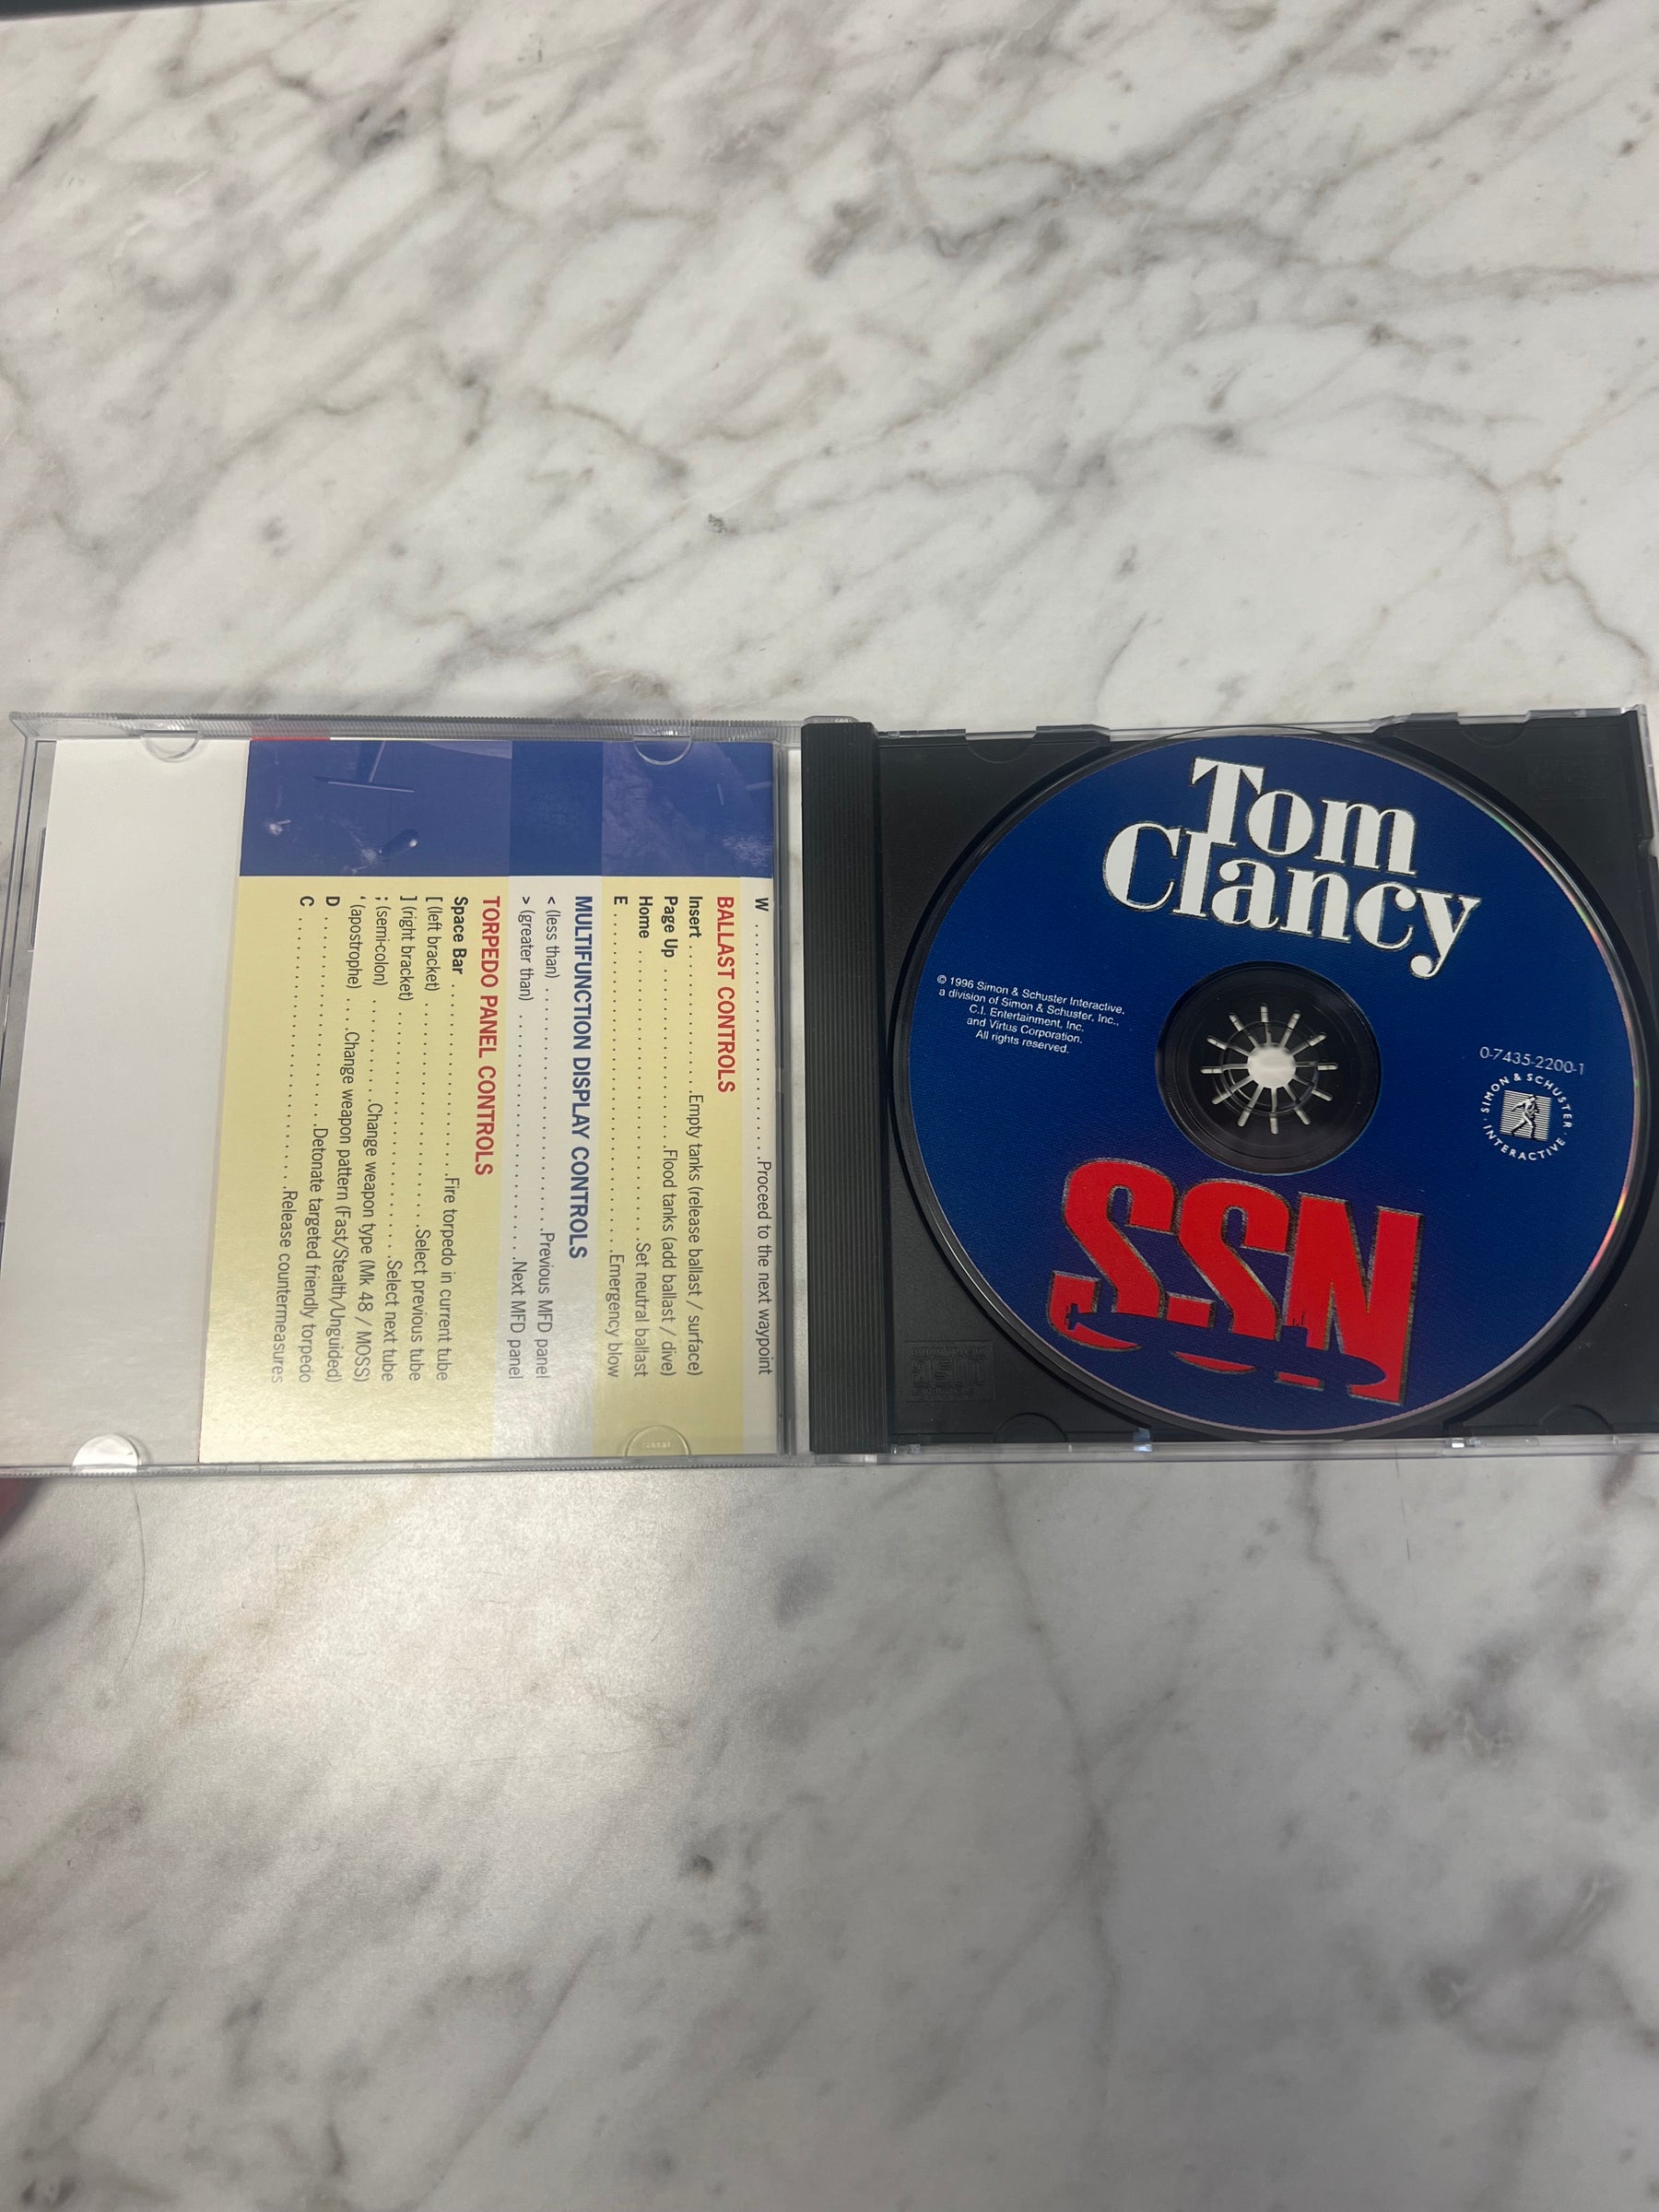 W . . . . . . . . . . . . . . . . . . . . . . . . . . .Proceed to the next waypoint
BALLAST CONTROLS
Insert . . . . . . . . . . . . . . .Empty tanks (release ballast / surface)
Page Up . . . . . . . . . . . . . . . . .Flood tanks (add ballast / dive)
Home . . . . . . . . . . . . . . . . . . . . . . . . . . . . .Set neutral ballast
E . . . . . . . . . . . . . . . . . . . . . . . . . . . . . . . . . . .Emergency blow
MULTIFUNCTION DISPLAY CONTROLS
< (less than) . . . . . . . . . . . . . . . . . . . . . . . . .Previous MFD panel
> (greater than) . . . . . . . . . . . . . . . . . . . . . . . . .Next MFD panel
TORPEDO PANEL CONTROLS
Space Bar . . . . . . . . . . . . . . . . . . . .Fire torpedo in current tube
[ (left bracket) . . . . . . . . . . . . . . . . . . . . . . .Select previous tube
] (right bracket) . . . . . . . . . . . . . . . . . . . . . . . . . .Select next tube
; (semi-colon) . . . . . . . . . .Change weapon type (Mk 48 / MOSS)
' (apostrophe) . . . .Change weapon pattern (Fast/Stealth/Unguided)
D . . . . . . . . . . . . . . . . . . . . . .Detonate targeted friendly torpedo
C . . . . . . . . . . . . . . . . . . . . . . . . . . . . .Release countermeasures
Tom
Clancy
© 1996 Simon & Schuster Interactive,
a division of Simon & Schuster, Inc.,
C.I. Entertainment, Inc.
and Virtus Corporation.
All rights reserved.
0-7435-2200-1
SIMON & SCHUSTER
INTERACTIVE
SSN